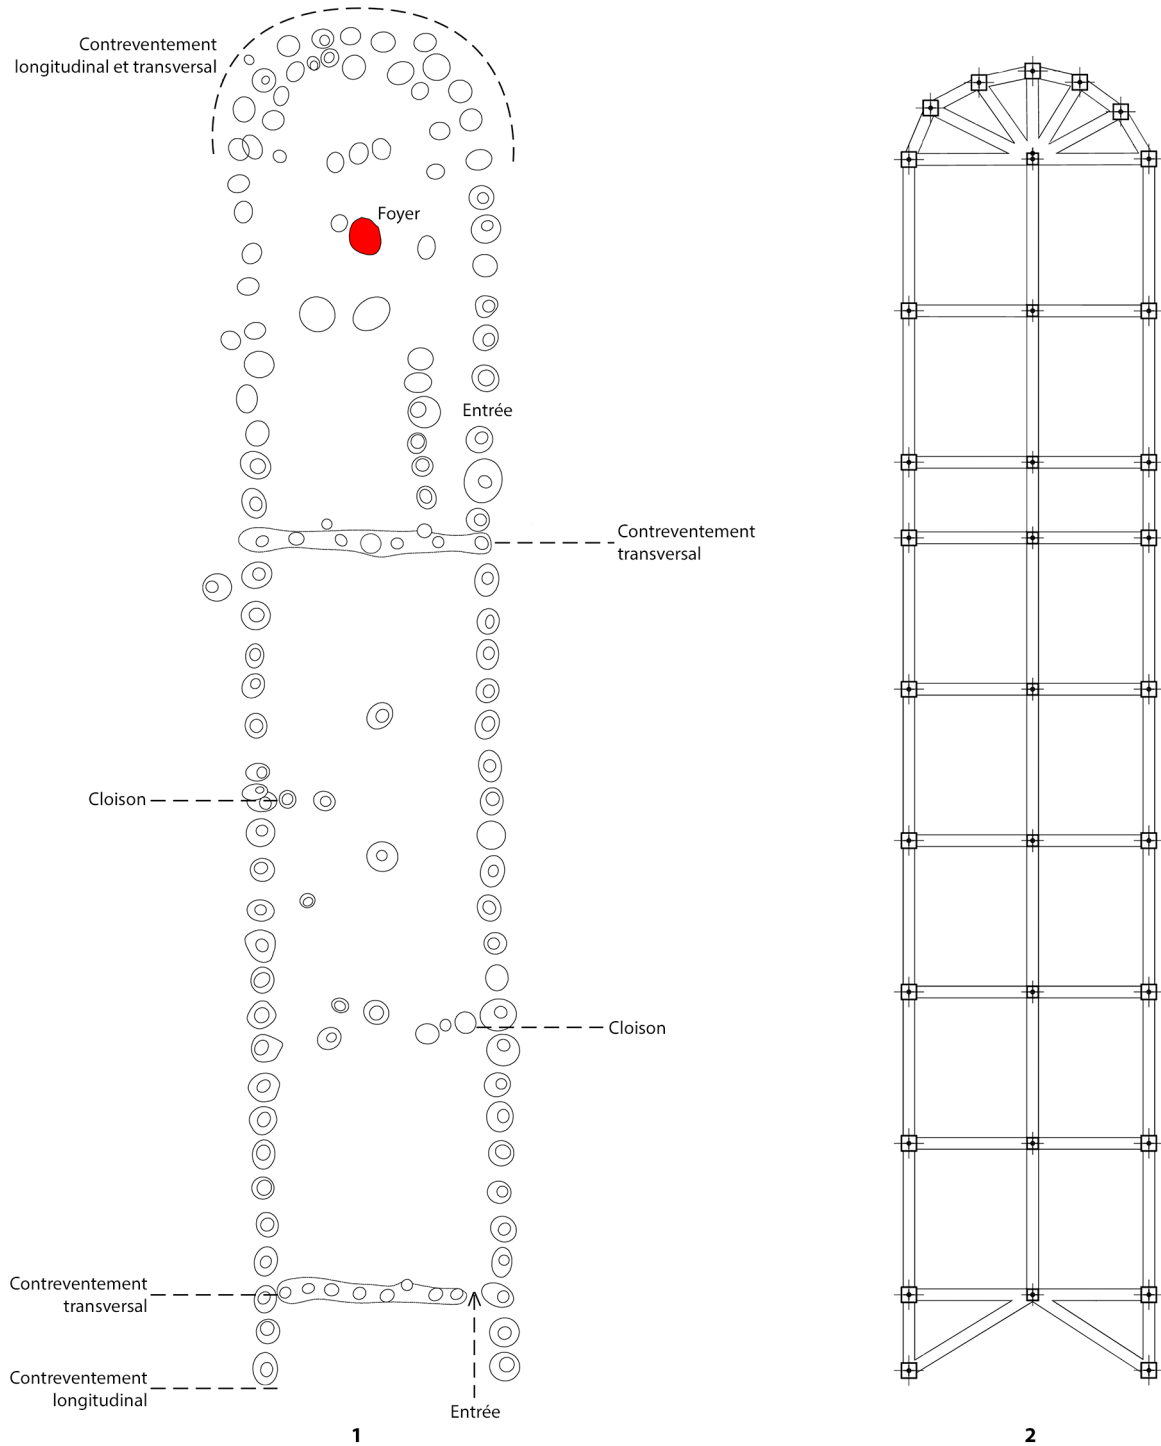 Contreventement
longitudinal et transversal
Foyer
Entrée
Contreventement
transversal
Cloison
Cloison
Contreventement
transversal
Contreventement
longitudinal
Entrée
1
2